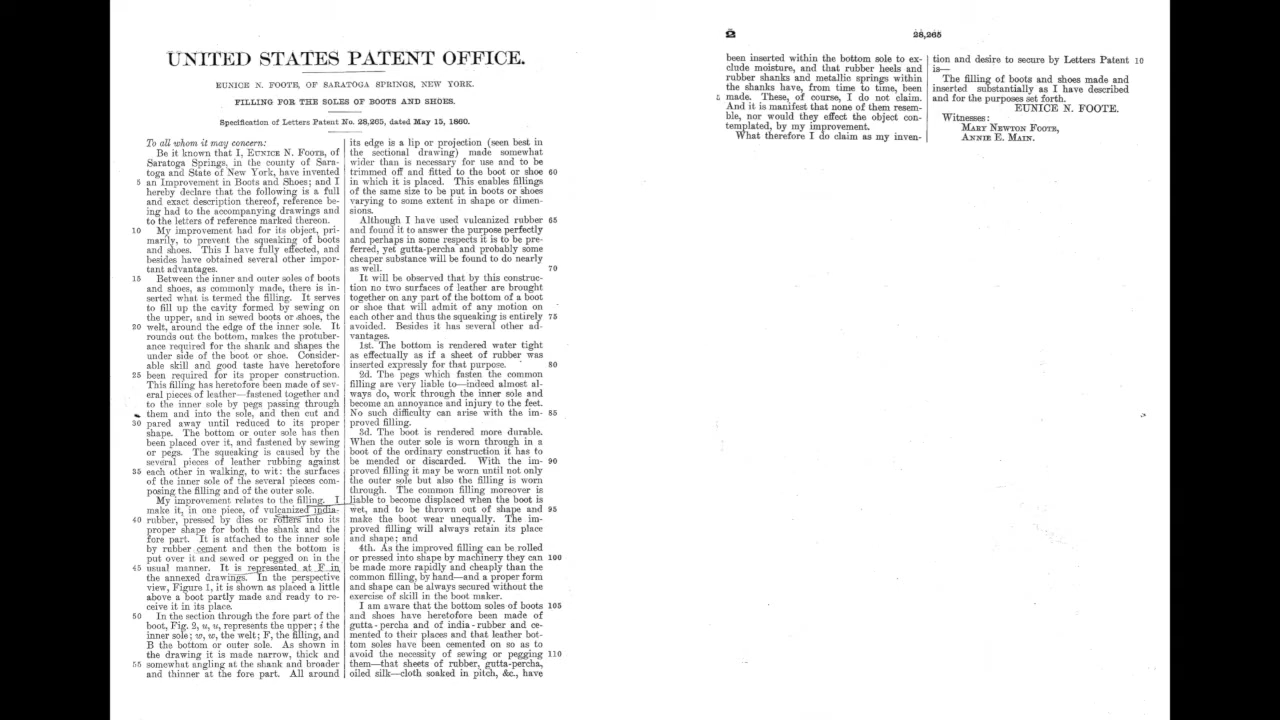 UNITED STATES PATENT OFFICE.
EUNICE N. FOOTE, OF SARATOGA SPRINGS, NEW YORK.
FILLING FOR THE SOLES OF BOOTS AND SHOES.
Specification of Letters Patent No. 28,265, dated May 15, 1860.
To all whom it may concern:
Be it known that I, EUNICE N. FOOTE, of
Saratoga Springs, in the county of Sara-
toga and State of New York, have invented
5 an Improvement in Boots and Shoes; and I
hereby declare that the following is a full
and exact description thereof, reference be-
ing had to the accompanying drawings and
to the letters of reference marked thereon.
10 My improvement had for its object, pri-
marily, to prevent the squeaking of boots
and shoes. This I have fully effected, and
besides have obtained several other impor-
tant advantages.
15 Between the inner and outer soles of boots
and shoes, as commonly made, there is in-
serted what is termed the filling. It serves
to fill up the cavity formed by sewing on
the upper, and in sewed boots or shoes, the
20 welt, around the edge of the inner sole. It
rounds out the bottom, makes the protuber-
ance required for the shank and shapes the
under side of the boot or shoe. Consider-
able skill and good taste have heretofore
25 been required for its proper construction.
This filling has heretofore been made of sev-
eral pieces of leather—fastened together and
to the inner sole by pegs passing through
them and into the sole, and then cut and
30 pared away until reduced to its proper
shape. The bottom or outer sole has then
been placed over it, and fastened by sewing
or pegs. The squeaking is caused by the
several pieces of leather rubbing against
35 each other in walking, to wit: the surfaces
of the inner sole of the several pieces com-
posing the filling and of the outer sole.
My improvement relates to the filling. I
make it, in one piece, of vulcanized india-
40 rubber, pressed by dies or rollers into its
proper shape for both the shank and the
fore part. It is attached to the inner sole
by rubber cement and then the bottom is
put over it and sewed or pegged on in the
45 usual manner. It is represented at F in
the annexed drawings. In the perspective
view, Figure 1, it is shown as placed a little
above a boot partly made and ready to re-
ceive it in its place.
50 In the section through the fore part of the
boot, Fig. 2, u, u, represents the upper; i the
inner sole; w, w, the welt; F, the filling, and
B the bottom or outer sole. As shown in
the drawing it is made narrow, thick and
55 somewhat angling at the shank and broader
and thinner at the fore part. All around
its edge is a lip or projection (seen best in
the sectional drawing) made somewhat
wider than is necessary for use and to be
trimmed off and fitted to the boot or shoe 60
in which it is placed. This enables fillings
of the same size to be put in boots or shoes
varying to some extent in shape or dimen-
sions.
Although I have used vulcanized rubber 65
and found it to answer the purpose perfectly
and perhaps in some respects it is to be pre-
ferred, yet gutta-percha and probably some
cheaper substance will be found to do nearly
as well. 70
It will be observed that by this construc-
tion no two surfaces of leather are brought
together on any part of the bottom of a boot
or shoe that will admit of any motion on
each other and thus the squeaking is entirely 75
avoided. Besides it has several other ad-
vantages.
1st. The bottom is rendered water tight
as effectually as if a sheet of rubber was
inserted expressly for that purpose. 80
2d. The pegs which fasten the common
filling are very liable to—indeed almost al-
ways do, work through the inner sole and
become an annoyance and injury to the feet.
No such difficulty can arise with the im- 85
proved filling.
3d. The boot is rendered more durable.
When the outer sole is worn through in a
boot of the ordinary construction it has to
be mended or discarded. With the im- 90
proved filling it may be worn until not only
the outer sole but also the filling is worn
through. The common filling moreover is
liable to become displaced when the boot is
wet, and to be thrown out of shape and 95
make the boot wear unequally. The im-
proved filling will always retain its place
and shape; and
4th. As the improved filling can be rolled
or pressed into shape by machinery they can 100
be made more rapidly and cheaply than the
common filling, by hand—and a proper form
and shape can be always secured without the
exercise of skill in the boot maker.
I am aware that the bottom soles of boots 105
and shoes have heretofore been made of
gutta-percha and of india-rubber and ce-
mented to their places and that leather bot-
tom soles have been cemented on so as to
avoid the necessity of sewing or pegging 110
them—that sheets of rubber, gutta-percha,
oiled silk—cloth soaked in pitch, &c., have
2 28,265
been inserted within the bottom sole to ex-
clude moisture, and that rubber heels and
rubber shanks and metallic springs within
the shanks have, from time to time, been
5 made. These, of course, I do not claim.
And it is manifest that none of them resem-
ble, nor would they effect the object con-
templated, by my improvement.
What therefore I do claim as my inven-
tion and desire to secure by Letters Patent 10
is—
The filling of boots and shoes made and
inserted substantially as I have described
and for the purposes set forth.
EUNICE N. FOOTE.
Witnesses:
MARY NEWTON FOOTE,
ANNIE E. MAIN.